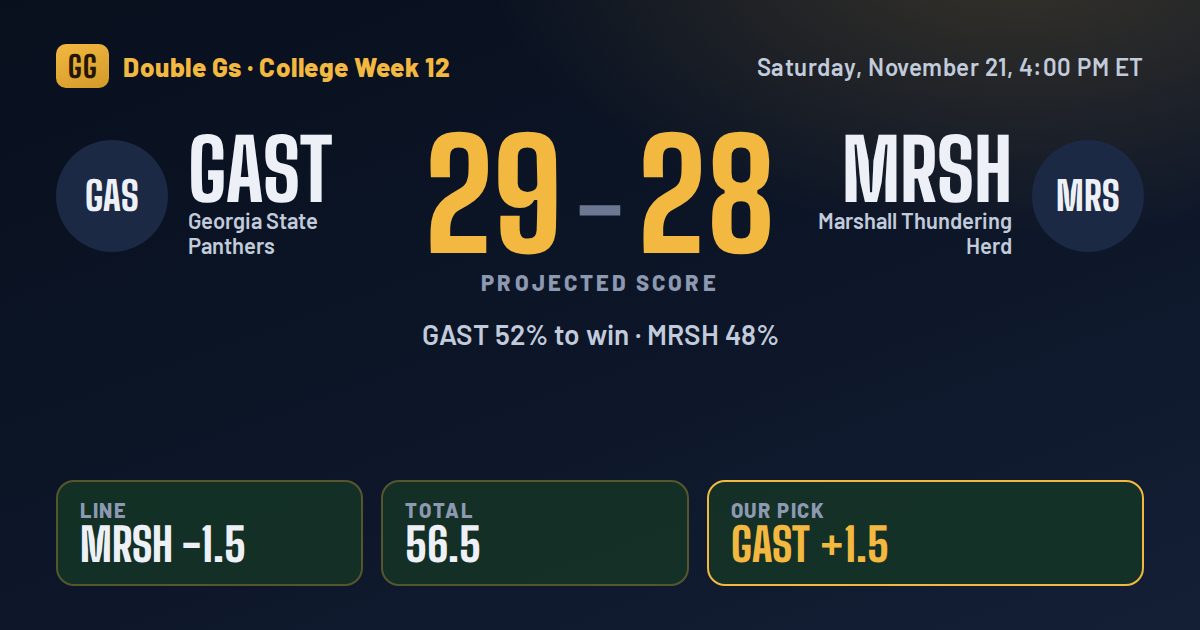 GG Double Gs · College Week 12
Saturday, November 21, 4:00 PM ET
GAS
GAST
Georgia State
Panthers
29 – 28
PROJECTED SCORE
GAST 52% to win · MRSH 48%
MRSH
Marshall Thundering
Herd
MRS
LINE
MRSH −1.5
TOTAL
56.5
OUR PICK
GAST +1.5